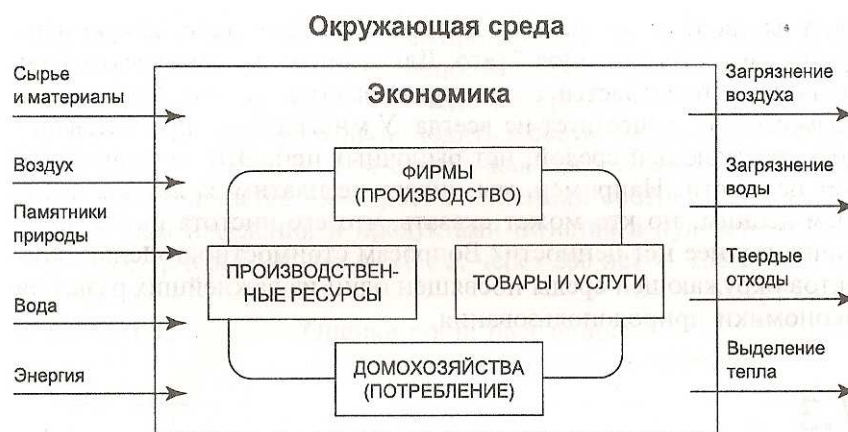 Окружающая среда
Сырье
и материалы
Воздух
Памятники
природы
Вода
Энергия
Экономика
ФИРМЫ
(ПРОИЗВОДСТВО)
ПРОИЗВОДСТВЕН-
НЫЕ РЕСУРСЫ
ТОВАРЫ И УСЛУГИ
ДОМОХОЗЯЙСТВА
(ПОТРЕБЛЕНИЕ)
Загрязнение
воздуха
Загрязнение
воды
Твердые
отходы
Выделение
тепла